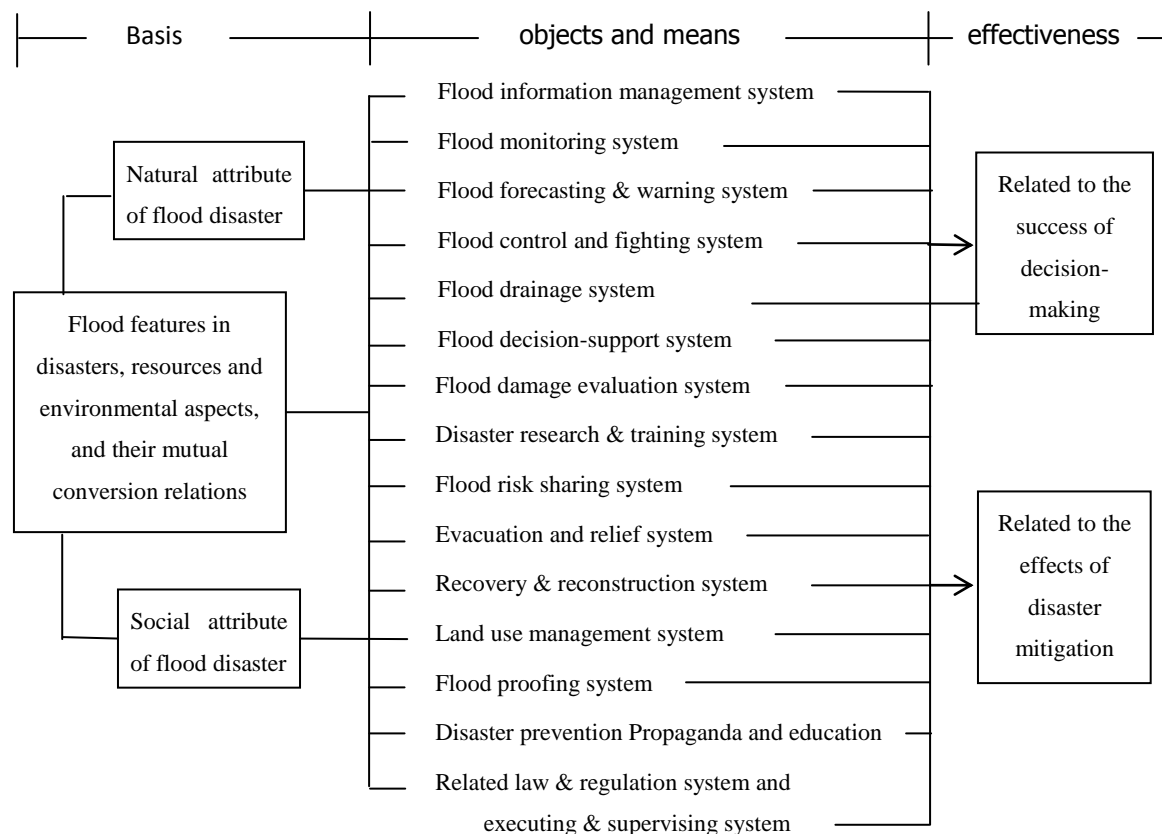 Basis
objects and means
effectiveness
Natural attribute
of flood disaster
Flood features in
disasters, resources and
environmental aspects,
and their mutual
conversion relations
Social attribute
of flood disaster
Flood information management system
Flood monitoring system
Flood forecasting & warning system
Flood control and fighting system
Flood drainage system
Flood decision-support system
Flood damage evaluation system
Disaster research & training system
Flood risk sharing system
Evacuation and relief system
Recovery & reconstruction system
Land use management system
Flood proofing system
Disaster prevention Propaganda and education
Related law & regulation system and
executing & supervising system
Related to the
success of
decision-
making
Related to the
effects of
disaster
mitigation